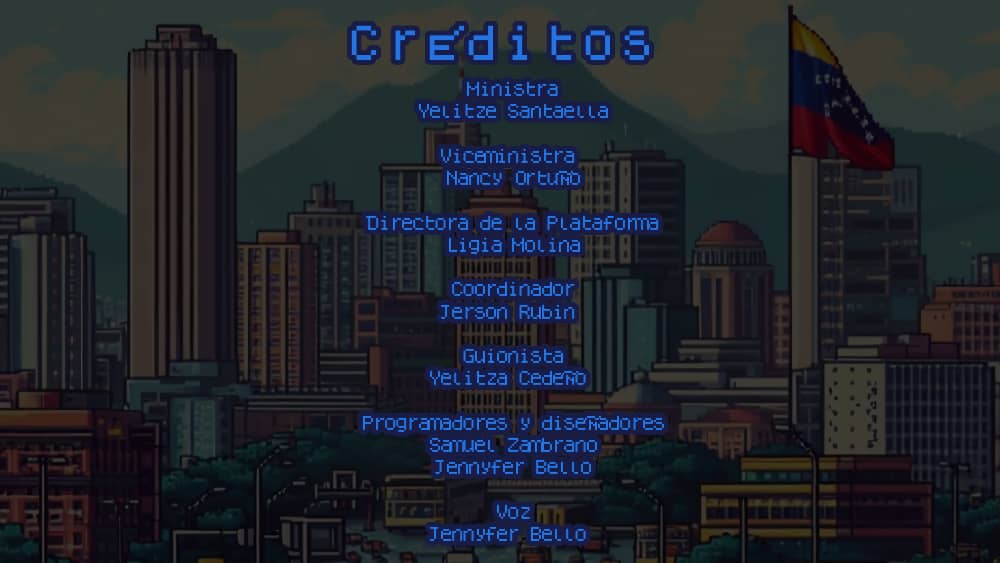 Créditos
Ministra
Yelitze Santaella
Viceministra
Nancy Ortuño
Directora de la Plataforma
Ligia Molina
Coordinador
Jerson Rubin
Guionista
Yelitza Cedeño
Programadores y diseñadores
Samuel Zambrano
Jennyfer Bello
Voz
Jennyfer Bello